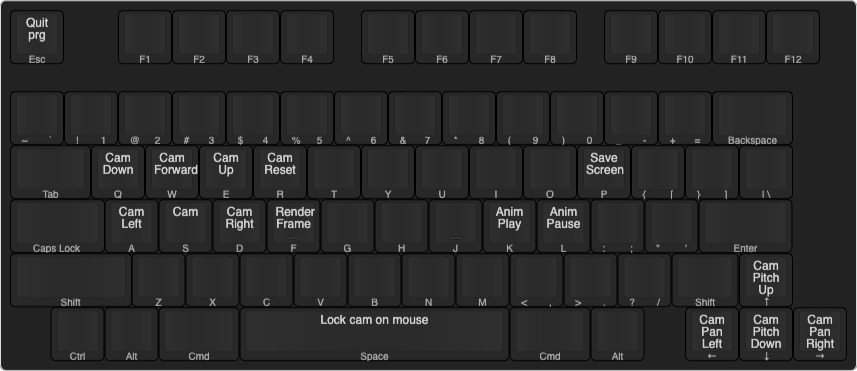 Quit prg
Esc F1 F2 F3 F4 F5 F6 F7 F8 F9 F10 F11 F12
~ ` ! 1 @ 2 # 3 $ 4 % 5 ^ 6 & 7 * 8 ( 9 ) 0 _ - + = Backspace
Cam Down Cam Forward Cam Up Cam Reset Save Screen
Tab Q W E R T Y U I O P { [ } ] | \
Cam Left Cam Cam Right Render Frame Anim Play Anim Pause
Caps Lock A S D F G H J K L : ; " ' Enter
Cam Pitch Up
Shift Z X C V B N M < , > . ? / Shift ↑
Lock cam on mouse Cam Pan Left Cam Pitch Down Cam Pan Right
Ctrl Alt Cmd Space Cmd Alt ← ↓ →